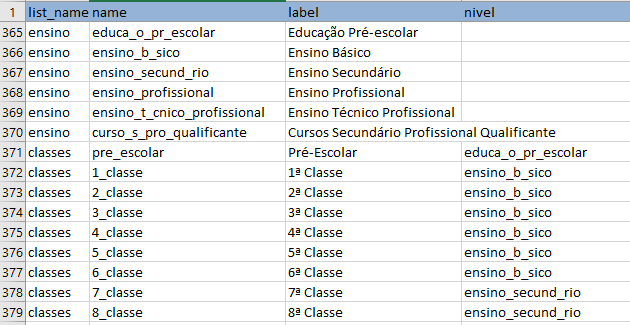 1 list_name name label nivel
365 ensino educa_o_pr_escolar Educação Pré-escolar
366 ensino ensino_b_sico Ensino Básico
367 ensino ensino_secund_rio Ensino Secundário
368 ensino ensino_profissional Ensino Profissional
369 ensino ensino_t_cnico_profissional Ensino Técnico Profissional
370 ensino curso_s_pro_qualificante Cursos Secundário Profissional Qualificante
371 classes pre_escolar Pré-Escolar educa_o_pr_escolar
372 classes 1_classe 1ª Classe ensino_b_sico
373 classes 2_classe 2ª Classe ensino_b_sico
374 classes 3_classe 3ª Classe ensino_b_sico
375 classes 4_classe 4ª Classe ensino_b_sico
376 classes 5_classe 5ª Classe ensino_b_sico
377 classes 6_classe 6ª Classe ensino_b_sico
378 classes 7_classe 7ª Classe ensino_secund_rio
379 classes 8_classe 8ª Classe ensino_secund_rio